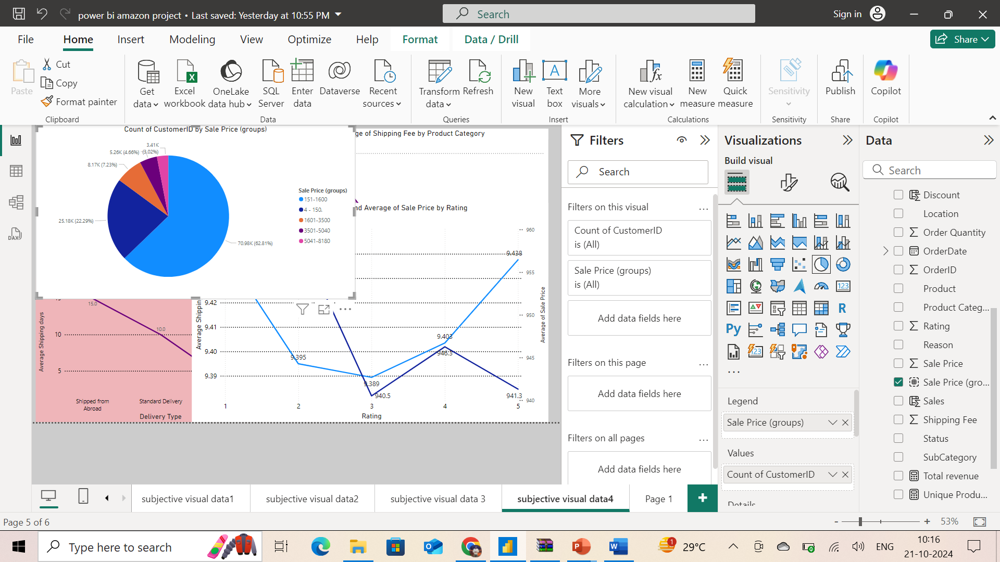 power bi amazon project • Last saved: Yesterday at 10:55 PM
Search
Sign in
File
Home
Insert
Modeling
View
Optimize
Help
Format
Data / Drill
Share
Paste
Cut
Copy
Format painter
Clipboard
Get data
Excel workbook
OneLake data hub
SQL Server
Enter data
Dataverse
Recent sources
Data
Transform data
Refresh
Queries
New visual
Text box
More visuals
Insert
New visual calculation
New measure
Quick measure
Calculations
Sensitivity
Sensitivity
Publish
Share
Copilot
Copilot
DAX
Count of CustomerID by Sale Price (groups)
3.41K
(3.02%)
5.26K (4.66%)
8.17K (7.23%)
25.18K (22.29%)
70.98K (62.81%)
Sale Price (groups)
151-1600
4 - 150.
1601-3500
3501-5040
5041-8180
ge of Shipping Fee by Product Category
nd Average of Sale Price by Rating
Average Shipping days
10
5
15.0
10.0
Shipped from Abroad
Standard Delivery
Delivery Type
Average Shippin
9.42
9.41
9.40
9.39
9.395
9.389
940.5
9.403
946.3
9.438
941.3
960
955
950
945
940
Average of Sale Price
1
2
3
4
5
Rating
Filters
Search
Filters on this visual
...
Count of CustomerID
is (All)
Sale Price (groups)
is (All)
Add data fields here
Filters on this page
...
Add data fields here
Filters on all pages
...
Add data fields here
Visualizations
Build visual
123
R
Py
123
...
Legend
Sale Price (groups)
Values
Count of CustomerID
Details
Data
Search
Discount
Location
Order Quantity
OrderDate
OrderID
Product
Product Categ...
Rating
Reason
Sale Price
Sale Price (gro...
Sales
Shipping Fee
Status
SubCategory
Total revenue
Unique Produ...
subjective visual data1
subjective visual data2
subjective visual data 3
subjective visual data4
Page 1
+
Page 5 of 6
- + 53%
Type here to search
1
29°C
ENG
10:16
21-10-2024